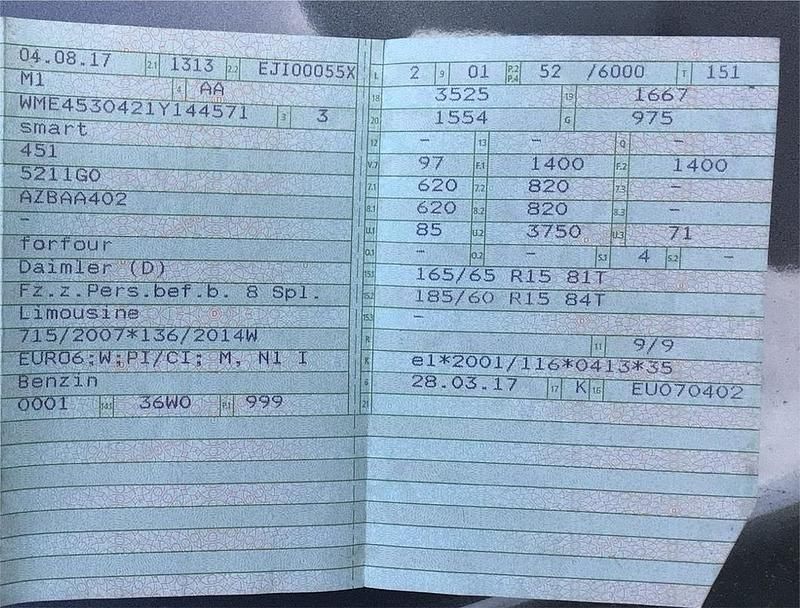 04.08.17 2.1 1313 2.2 EJI00055X
M1 4 AA
WME4530421Y144571 3 3
smart
451
5211GO
AZBAA402
–
forfour
Daimler (D)
Fz.z.Pers.bef.b. 8 Spl.
Limousine
715/2007*136/2014W
EURO6;W;PI/CI; M, N1 I
Benzin
0001 14.1 36W0 P.1 999
L 2 9 01 P.2 P.4 52 /6000 T 151
18 3525 19 1667
20 1554 G 975
12 – 13 – Q –
V.7 97 F.1 1400 F.2 1400
7.1 620 7.2 820 7.3 –
8.1 620 8.2 820 8.3 –
U.1 85 U.2 3750 U.3 71
O.1 – O.2 – S.1 4 S.2 –
15.1 165/65 R15 81T
15.2 185/60 R15 84T
15.3 –
R 11 9/9
K e1*2001/116*0413*35
6 28.03.17 17 K 16 EU070402
21